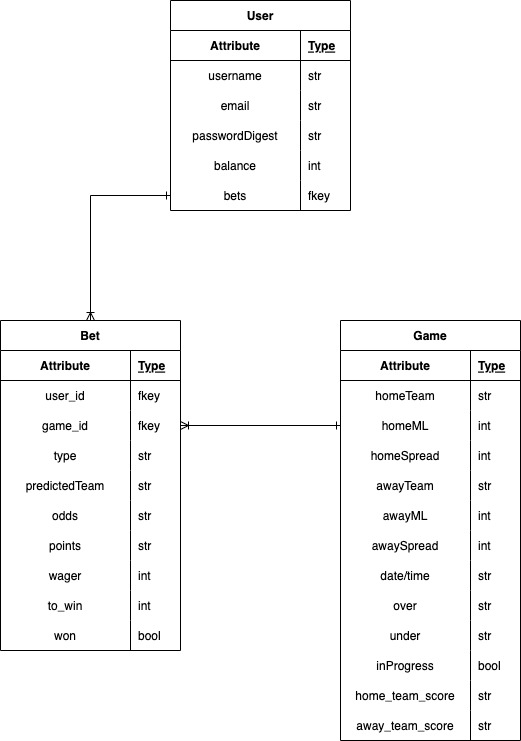 User
Attribute Type
username str
email str
passwordDigest str
balance int
bets fkey
Bet
Attribute Type
user_id fkey
game_id fkey
type str
predictedTeam str
odds str
points str
wager int
to_win int
won bool
Game
Attribute Type
homeTeam str
homeML int
homeSpread int
awayTeam str
awayML int
awaySpread int
date/time str
over str
under str
inProgress bool
home_team_score str
away_team_score str